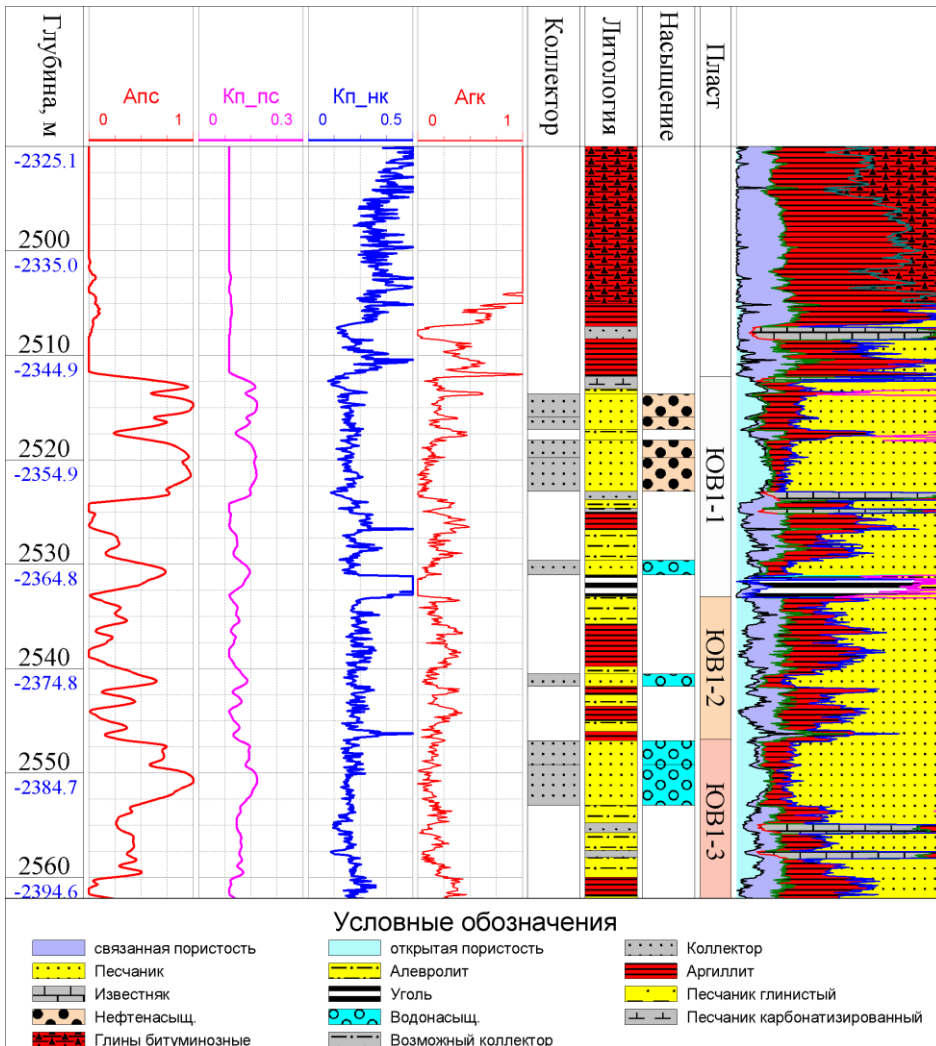 Глубина, м
Апс
0 1
Кп_пс
0 0.3
Кп_нк
0 0.5
Агк
0 1
Коллектор
Литология
Насыщение
Пласт
-2325.1
2500
-2335.0
2510
-2344.9
2520
-2354.9
2530
-2364.8
2540
-2374.8
2550
-2384.7
2560
-2394.6
ЮВ1-1
ЮВ1-2
ЮВ1-3
Условные обозначения
связанная пористость
открытая пористость
Коллектор
Песчаник
Алевролит
Аргиллит
Известняк
Уголь
Песчаник глинистый
Нефтенасыщ.
Водонасыщ.
Песчаник карбонатизированный
Глины битуминозные
Возможный коллектор